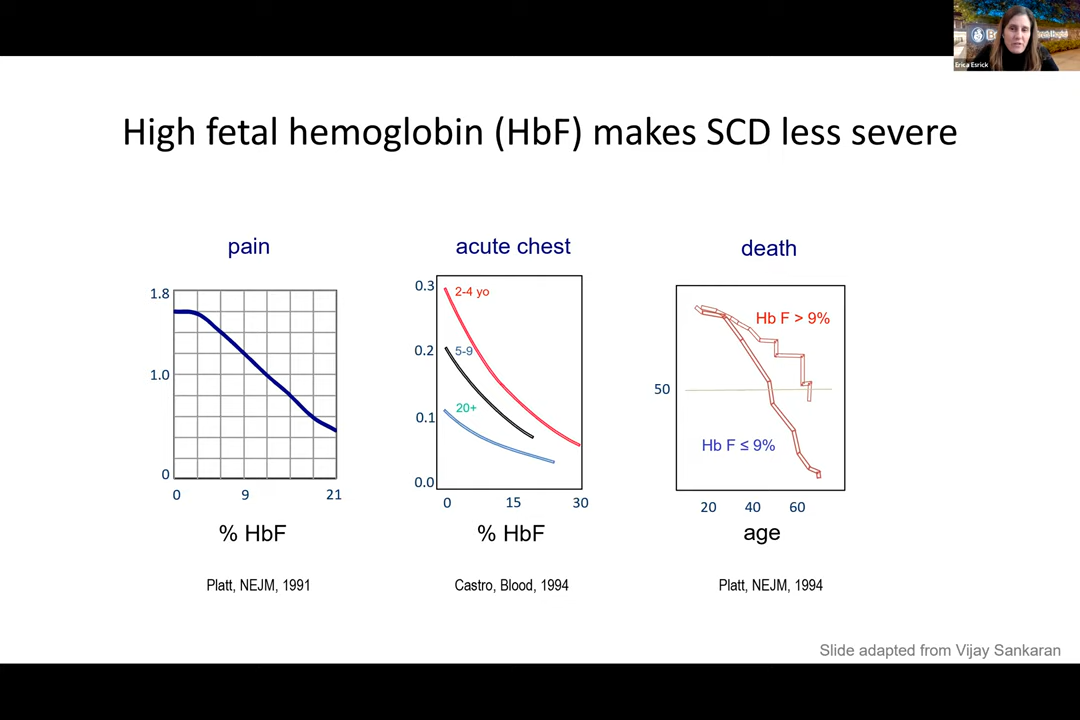 Erica Esrick
High fetal hemoglobin (HbF) makes SCD less severe
pain
1.8
1.0
0
0 9 21
% HbF
Platt, NEJM, 1991
acute chest
0.3
0.2
0.1
0.0
2-4 yo
5-9
20+
0 15 30
% HbF
Castro, Blood, 1994
death
50
Hb F > 9%
Hb F ≤ 9%
20 40 60
age
Platt, NEJM, 1994
Slide adapted from Vijay Sankaran